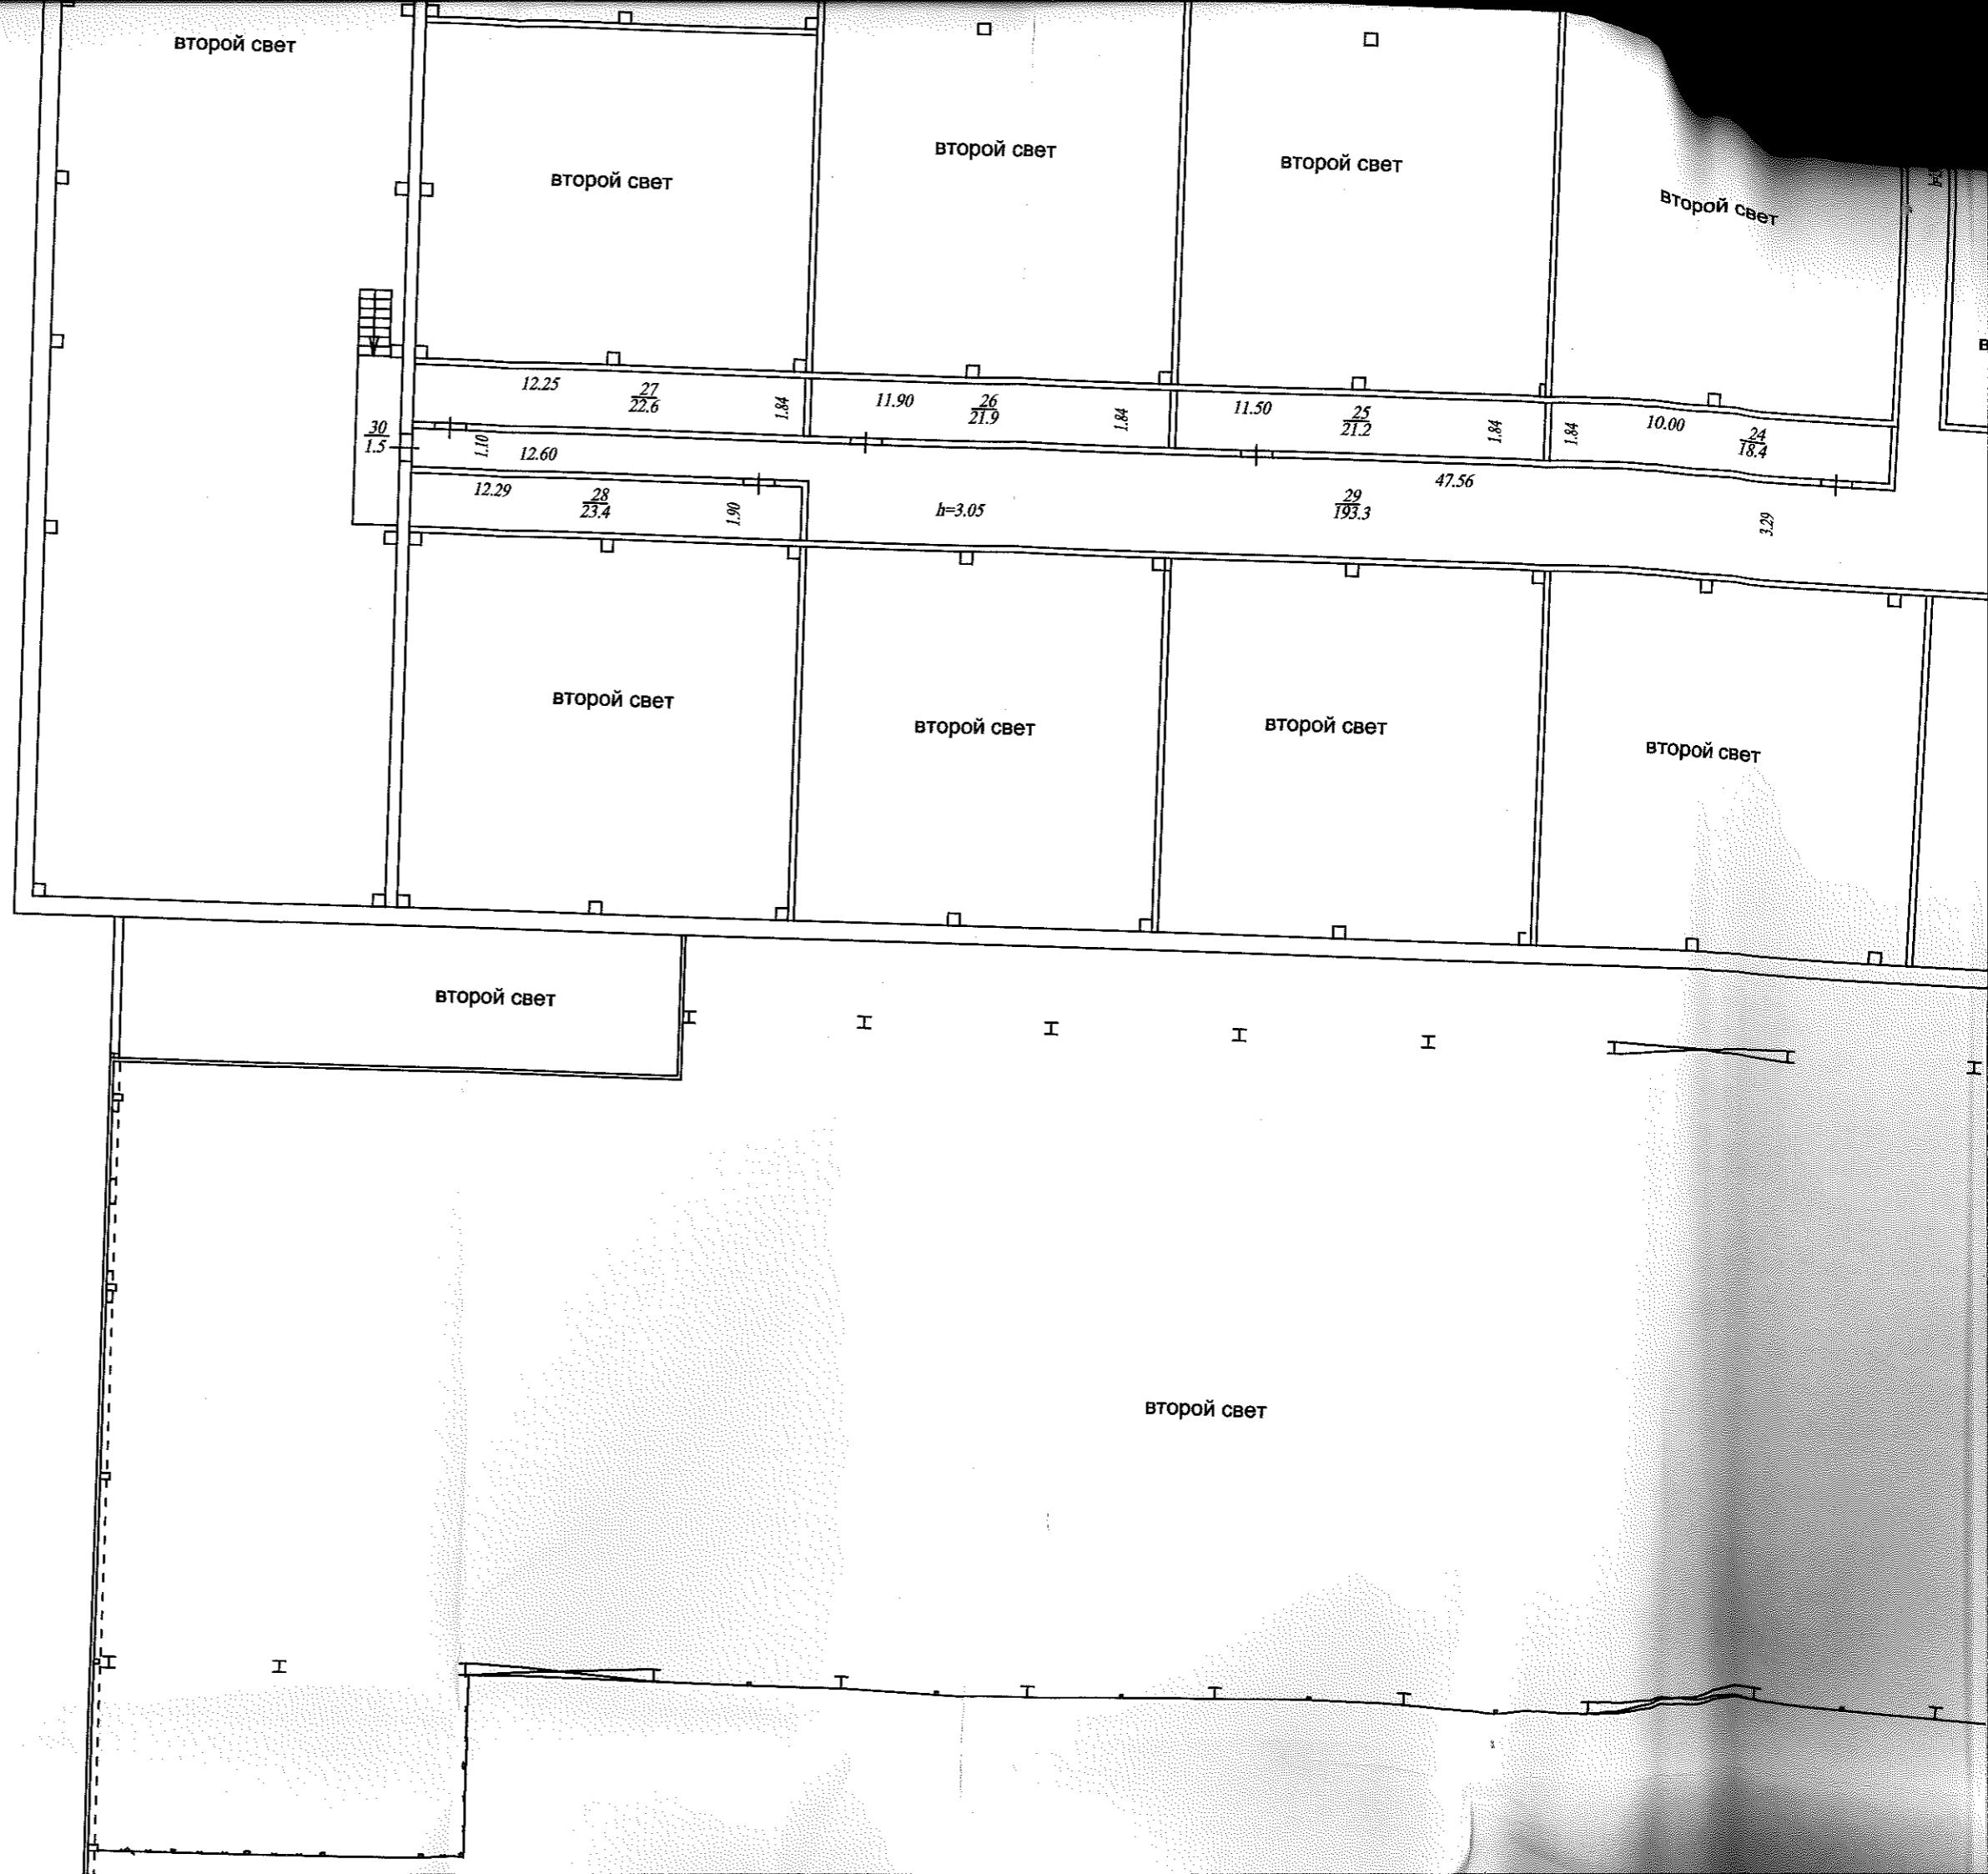 второй свет
второй свет
второй свет
второй свет
второй свет
12.25
27
22.6
1.84
11.90
26
21.9
1.84
11.50
25
21.2
1.84
1.84
10.00
24
18.4
30
1.5
1.10
12.60
47.56
12.29
28
23.4
1.90
h=3.05
29
193.3
3.29
второй свет
второй свет
второй свет
второй свет
второй свет
второй свет